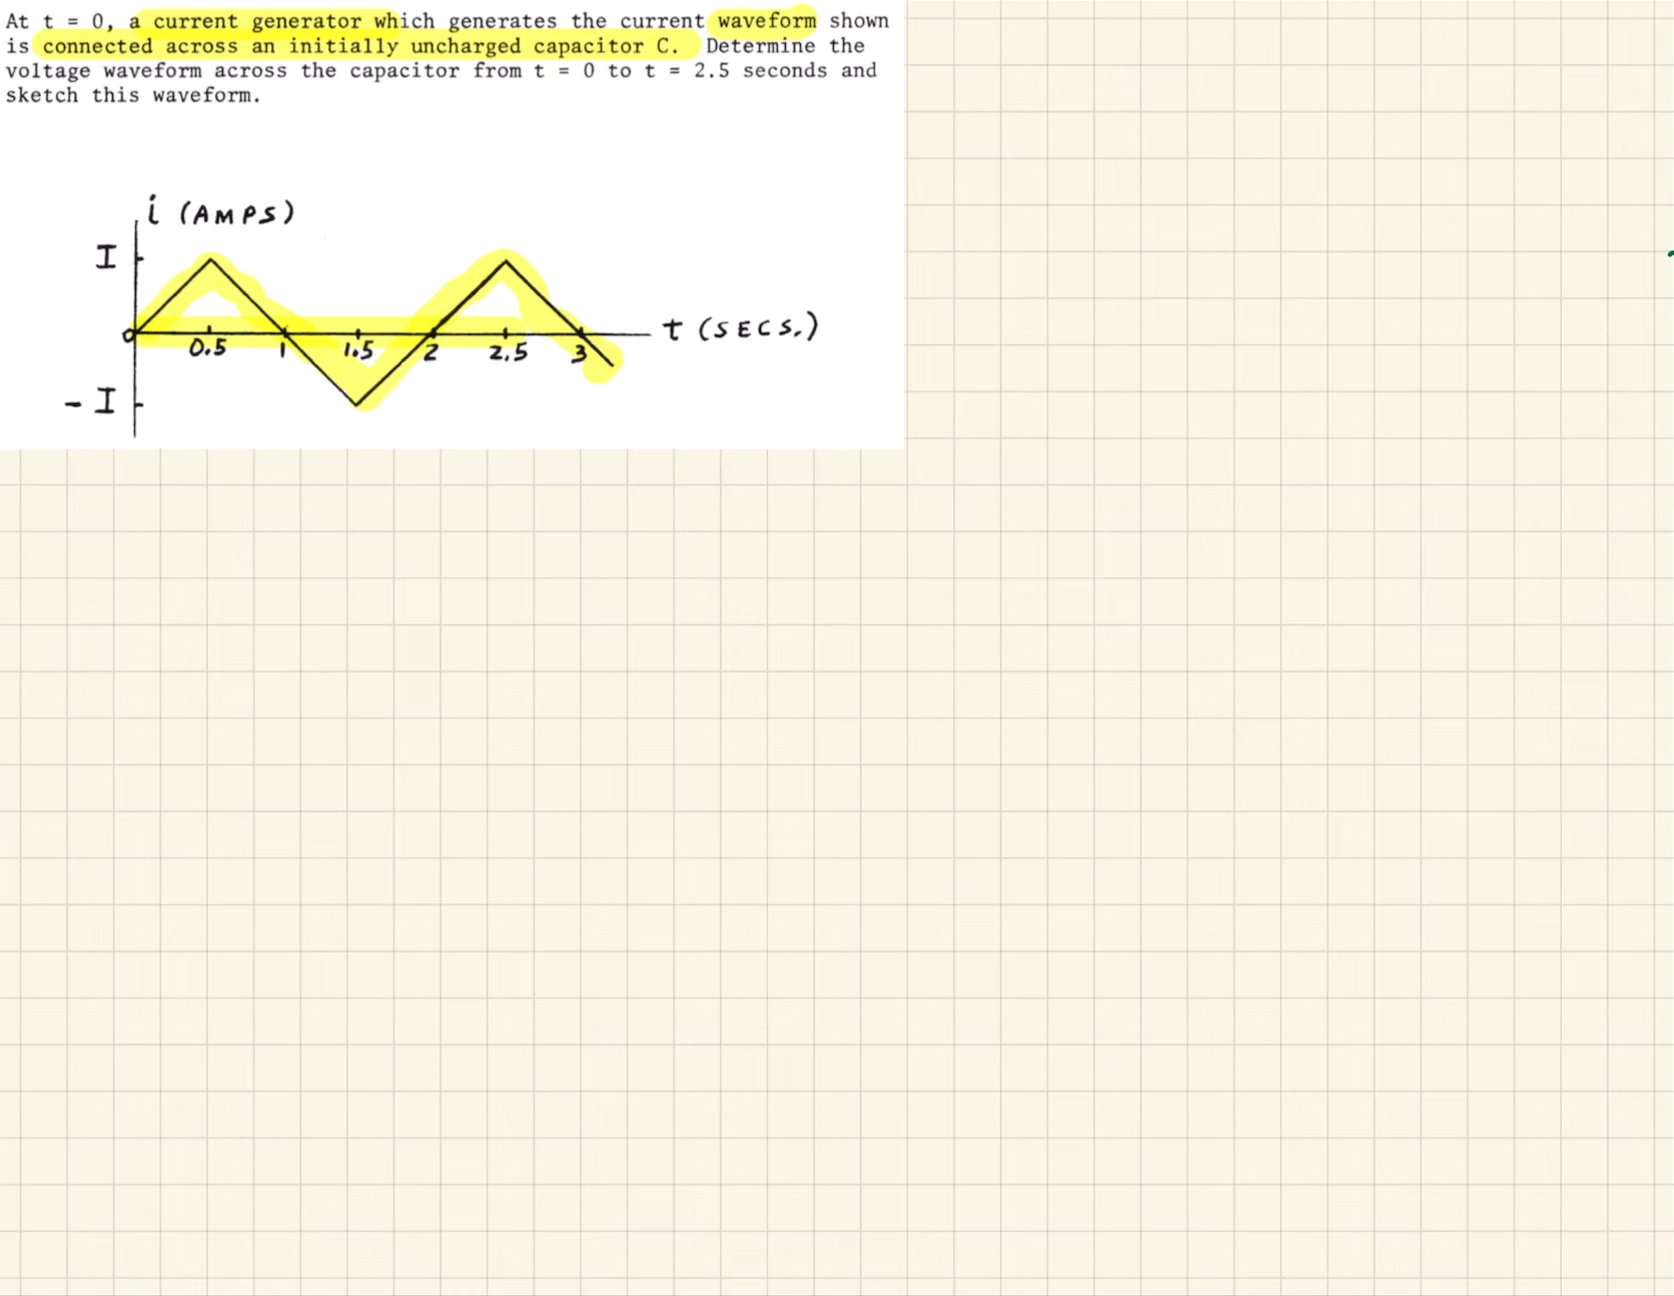 At t = 0, a current generator which generates the current waveform shown
is connected across an initially uncharged capacitor C. Determine the
voltage waveform across the capacitor from t = 0 to t = 2.5 seconds and
sketch this waveform.
i (AMPS)
I
0
0.5
1
1.5
2
2.5
3
t (SECS.)
- I